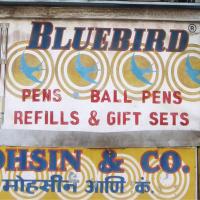 BLUEBIRD®
PENS BALL PENS
REFILLS & GIFT SETS
OHSIN & CO.
मोहसीन आणि कं.